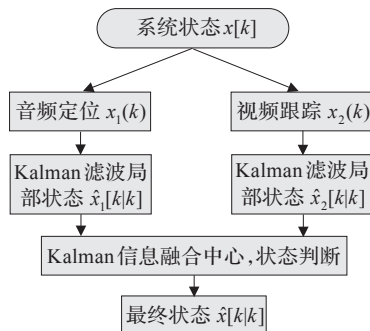 系统状态 x[k]
音频定位 x₁(k)
视频跟踪 x₂(k)
Kalman 滤波局
部状态 x̂₁[k|k]
Kalman 滤波局
部状态 x̂₂[k|k]
Kalman 信息融合中心,状态判断
最终状态 x̂[k|k]